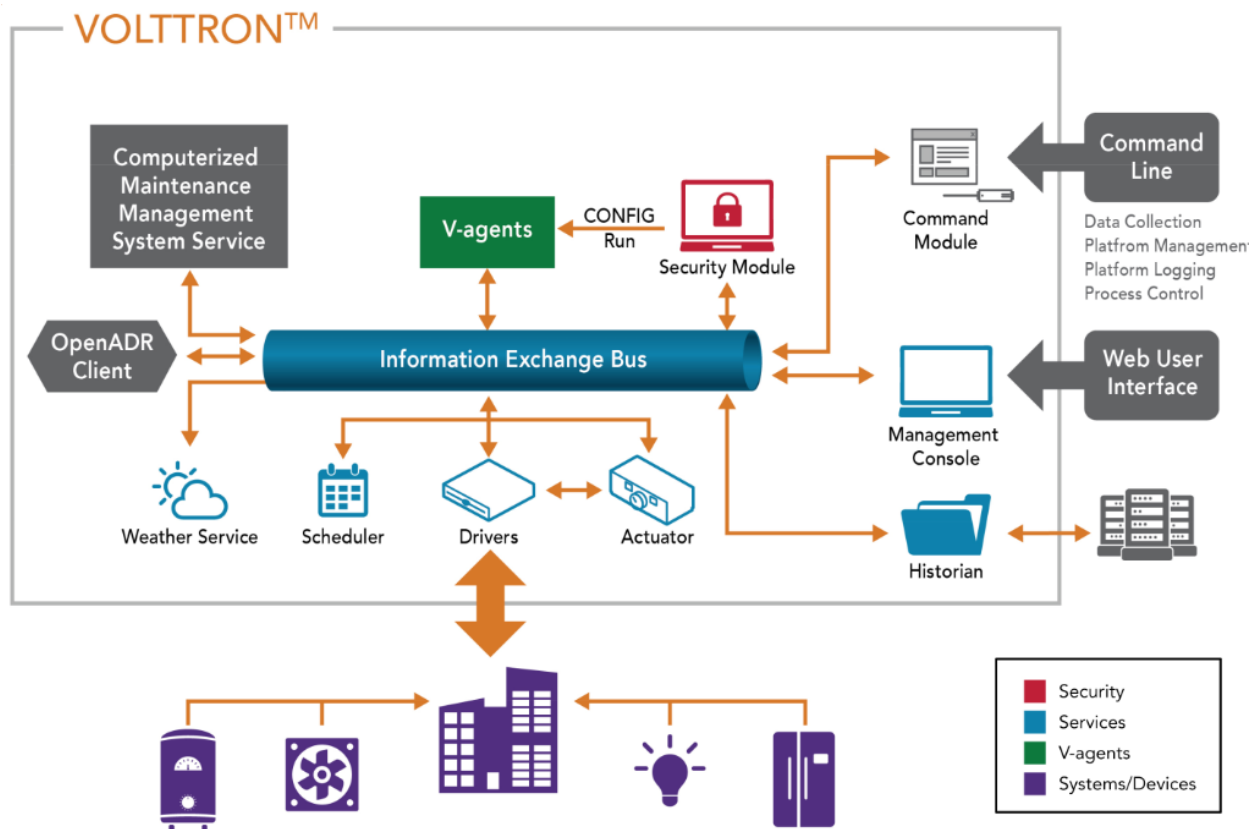 VOLTTRON™
Computerized
Maintenance
Management
System Service
V-agents
CONFIG
Run
Security Module
Command
Module
Command
Line
Data Collection
Platfrom Management
Platform Logging
Process Control
OpenADR
Client
Information Exchange Bus
Management
Console
Web User
Interface
Weather Service
Scheduler
Drivers
Actuator
Historian
Security
Services
V-agents
Systems/Devices